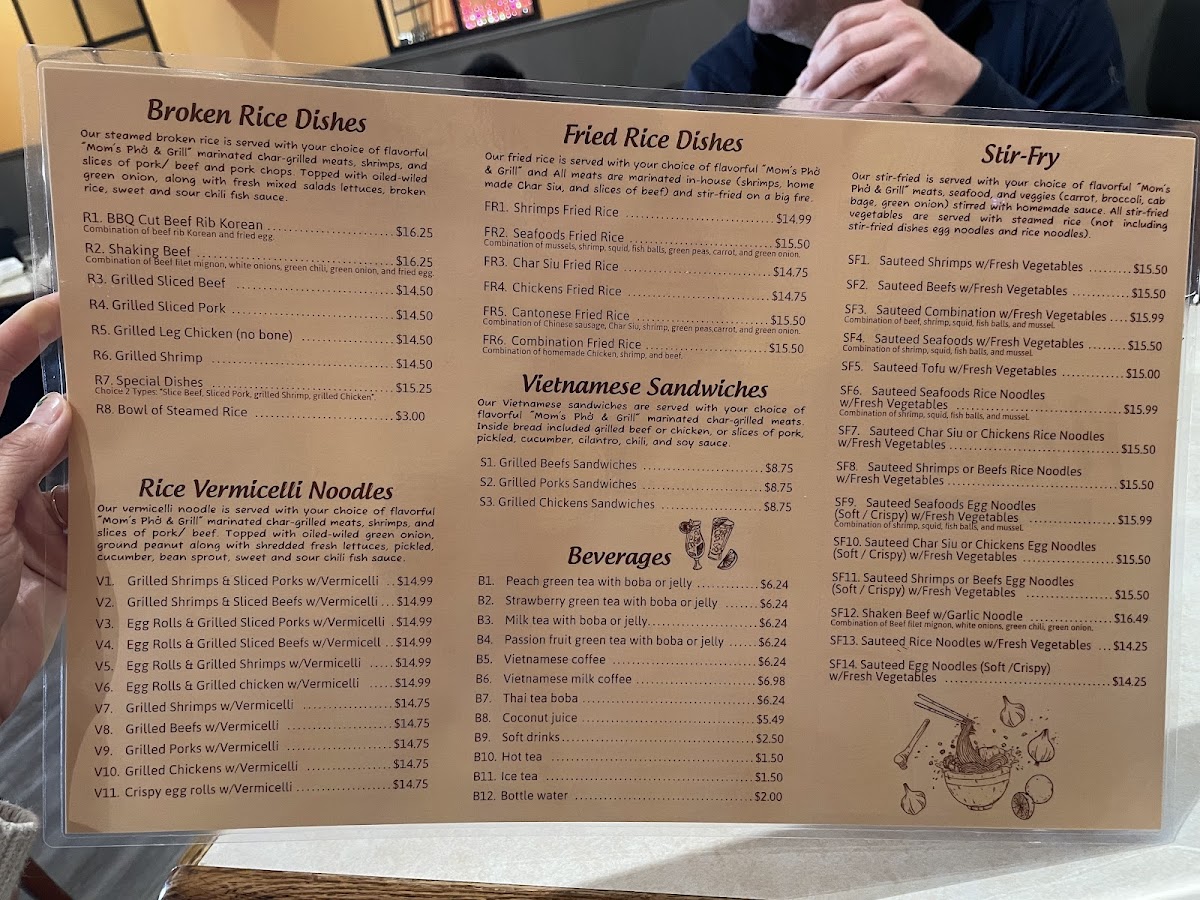 Broken Rice Dishes
Our steamed broken rice is served with your choice of flavorful
"Mom's Phở & Grill" marinated char-grilled meats, shrimps, and
slices of pork/ beef and pork chops. Topped with oiled-wiled
green onion, along with fresh mixed salads lettuces, broken
rice, sweet and sour chili fish sauce.
R1. BBQ Cut Beef Rib Korean $16.25
Combination of beef rib Korean and fried egg.
R2. Shaking Beef $16.25
Combination of Beef filet mignon, white onions, green chili, green onion, and fried egg
R3. Grilled Sliced Beef $14.50
R4. Grilled Sliced Pork $14.50
R5. Grilled Leg Chicken (no bone) $14.50
R6. Grilled Shrimp $14.50
R7. Special Dishes $15.25
Choice 2 Types: "Slice Beef, Sliced Pork, grilled Shrimp, grilled Chicken".
R8. Bowl of Steamed Rice $3.00
Rice Vermicelli Noodles
Our vermicelli noodle is served with your choice of flavorful
"Mom's Phở & Grill" marinated char-grilled meats, shrimps, and
slices of pork/ beef. Topped with oiled-wiled green onion,
ground peanut along with shredded fresh lettuces, pickled,
cucumber, bean sprout, sweet and sour chili fish sauce.
V1. Grilled Shrimps & Sliced Porks w/Vermicelli $14.99
V2. Grilled Shrimps & Sliced Beefs w/Vermicelli $14.99
V3. Egg Rolls & Grilled Sliced Porks w/Vermicelli $14.99
V4. Egg Rolls & Grilled Sliced Beefs w/Vermicell $14.99
V5. Egg Rolls & Grilled Shrimps w/Vermicelli $14.99
V6. Egg Rolls & Grilled chicken w/Vermicelli $14.99
V7. Grilled Shrimps w/Vermicelli $14.75
V8. Grilled Beefs w/Vermicelli $14.75
V9. Grilled Porks w/Vermicelli $14.75
V10. Grilled Chickens w/Vermicelli $14.75
V11. Crispy egg rolls w/Vermicelli $14.75
Fried Rice Dishes
Our fried rice is served with your choice of flavorful "Mom's Phở
& Grill" and All meats are marinated in-house (shrimps, home
made Char Siu, and slices of beef) and stir-fried on a big fire.
FR1. Shrimps Fried Rice $14.99
FR2. Seafoods Fried Rice $15.50
Combination of mussels, shrimp, squid, fish balls, green peas, carrot, and green onion.
FR3. Char Siu Fried Rice $14.75
FR4. Chickens Fried Rice $14.75
FR5. Cantonese Fried Rice $15.50
Combination of Chinese sausage, Char Siu, shrimp, green peas,carrot, and green onion.
FR6. Combination Fried Rice $15.50
Combination of homemade Chicken, shrimp, and beef.
Vietnamese Sandwiches
Our Vietnamese sandwiches are served with your choice of
flavorful "Mom's Phở & Grill" marinated char-grilled meats.
Inside bread included grilled beef or chicken, or slices of pork,
pickled, cucumber, cilantro, chili, and soy sauce.
S1. Grilled Beefs Sandwiches $8.75
S2. Grilled Porks Sandwiches $8.75
S3. Grilled Chickens Sandwiches $8.75
Beverages
B1. Peach green tea with boba or jelly $6.24
B2. Strawberry green tea with boba or jelly $6.24
B3. Milk tea with boba or jelly $6.24
B4. Passion fruit green tea with boba or jelly $6.24
B5. Vietnamese coffee $6.24
B6. Vietnamese milk coffee $6.98
B7. Thai tea boba $6.24
B8. Coconut juice $5.49
B9. Soft drinks $2.50
B10. Hot tea $1.50
B11. Ice tea $1.50
B12. Bottle water $2.00
Stir-Fry
Our stir-fried is served with your choice of flavorful "Mom's
Phở & Grill" meats, seafood, and veggies (carrot, broccoli, cab
bage, green onion) stirred with homemade sauce. All stir-fried
vegetables are served with steamed rice (not including
stir-fried dishes egg noodles and rice noodles).
SF1. Sauteed Shrimps w/Fresh Vegetables $15.50
SF2. Sauteed Beefs w/Fresh Vegetables $15.50
SF3. Sauteed Combination w/Fresh Vegetables $15.99
Combination of beef, shrimp, squid, fish balls, and mussel.
SF4. Sauteed Seafoods w/Fresh Vegetables $15.50
Combination of shrimp, squid, fish balls, and mussel.
SF5. Sauteed Tofu w/Fresh Vegetables $15.00
SF6. Sauteed Seafoods Rice Noodles
w/Fresh Vegetables $15.99
Combination of shrimp, squid, fish balls, and mussel.
SF7. Sauteed Char Siu or Chickens Rice Noodles
w/Fresh Vegetables $15.50
SF8. Sauteed Shrimps or Beefs Rice Noodles
w/Fresh Vegetables $15.50
SF9. Sauteed Seafoods Egg Noodles
(Soft / Crispy) w/Fresh Vegetables $15.99
Combination of shrimp, squid, fish balls, and mussel.
SF10. Sauteed Char Siu or Chickens Egg Noodles
(Soft / Crispy) w/Fresh Vegetables $15.50
SF11. Sauteed Shrimps or Beefs Egg Noodles
(Soft / Crispy) w/Fresh Vegetables $15.50
SF12. Shaken Beef w/Garlic Noodle $16.49
Combination of Beef filet mignon, white onions, green chili, green onion.
SF13. Sauteed Rice Noodles w/Fresh Vegetables $14.25
SF14. Sauteed Egg Noodles (Soft /Crispy)
w/Fresh Vegetables $14.25